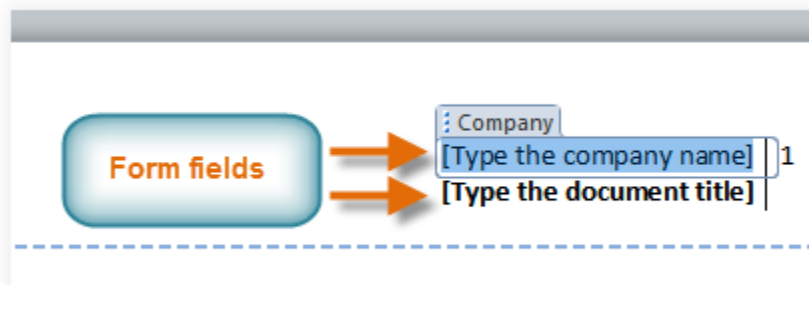 Company
Form fields
[Type the company name] 1
[Type the document title]